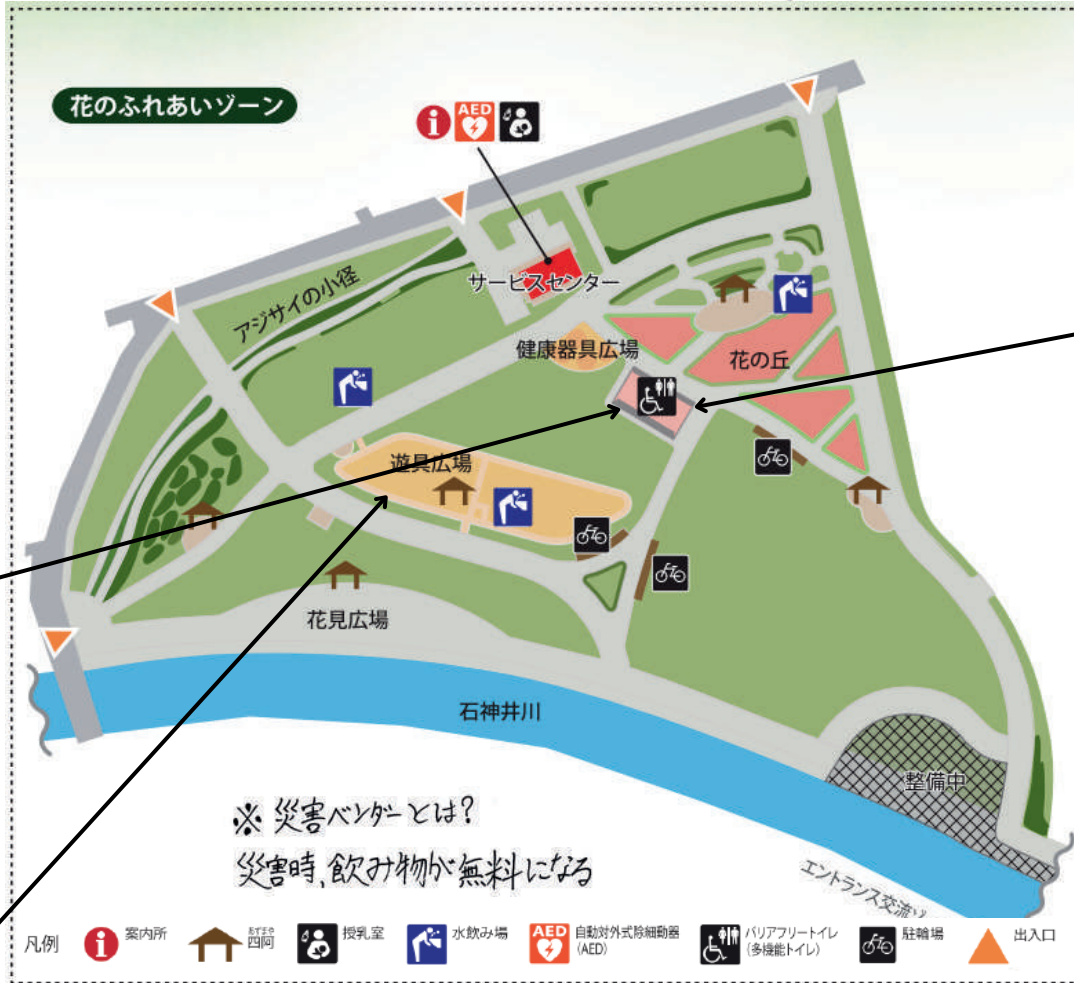 花のふれあいゾーン
AED
アジサイの小径
サービスセンター
健康器具広場
花の丘
遊具広場
花見広場
石神井川
整備中
※ 災害ベンダーとは?
災害時、飲み物が無料になる
エントランス交流
凡例
案内所
あずまや
四阿
授乳室
水飲み場
AED
自動対外式除細動器
(AED)
バリアフリートイレ
(多機能トイレ)
駐輪場
出入口